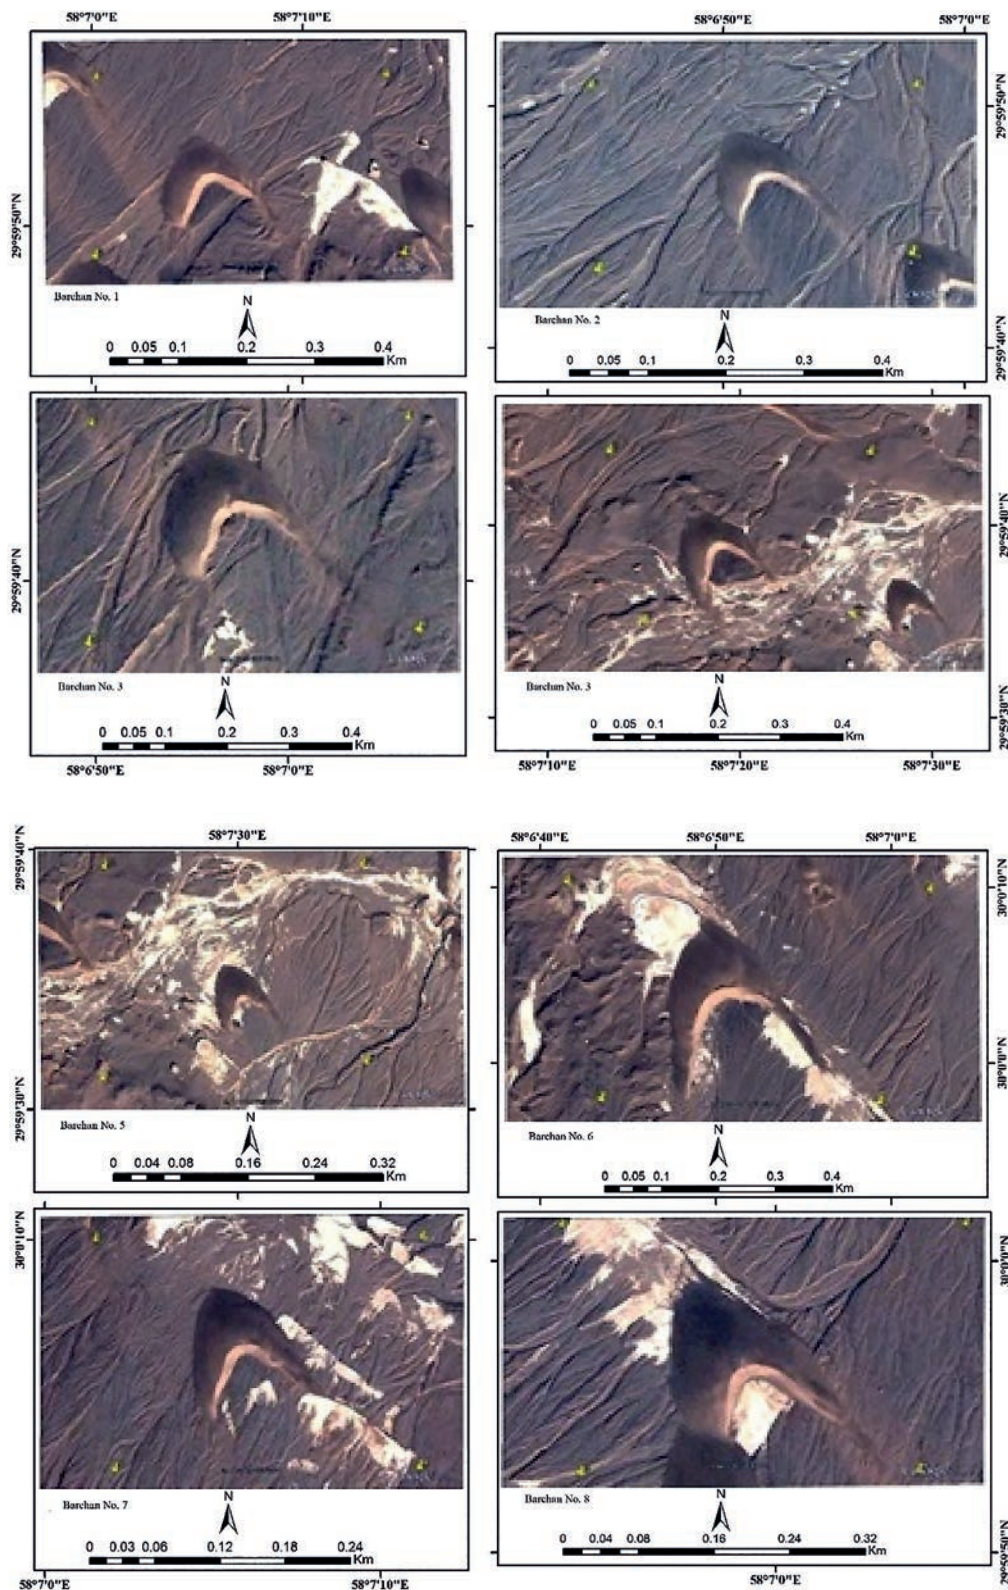 58°7'0"E 58°7'10"E
29°59'50"N
Barchan No. 1
N
0 0.05 0.1 0.2 0.3 0.4
Km
58°6'50"E 58°7'0"E
29°59'50"N
29°59'40"N
Barchan No. 2
N
0 0.05 0.1 0.2 0.3 0.4
Km
29°59'40"N
Barchan No. 3
N
0 0.05 0.1 0.2 0.3 0.4
Km
58°6'50"E 58°7'0"E
29°59'40"N
29°59'30"N
Barchan No. 3
N
0 0.05 0.1 0.2 0.3 0.4
Km
58°7'10"E 58°7'20"E 58°7'30"E
58°7'30"E
29°59'40"N
29°59'30"N
Barchan No. 5
N
0 0.04 0.08 0.16 0.24 0.32
Km
58°6'40"E 58°6'50"E 58°7'0"E
30°0'10"N
30°0'0"N
Barchan No. 6
N
0 0.05 0.1 0.2 0.3 0.4
Km
30°0'10"N
Barchan No. 7
N
0 0.03 0.06 0.12 0.18 0.24
Km
58°7'0"E 58°7'10"E
30°0'0"N
29°59'50"N
Barchan No. 8
N
0 0.04 0.08 0.16 0.24 0.32
Km
58°7'0"E